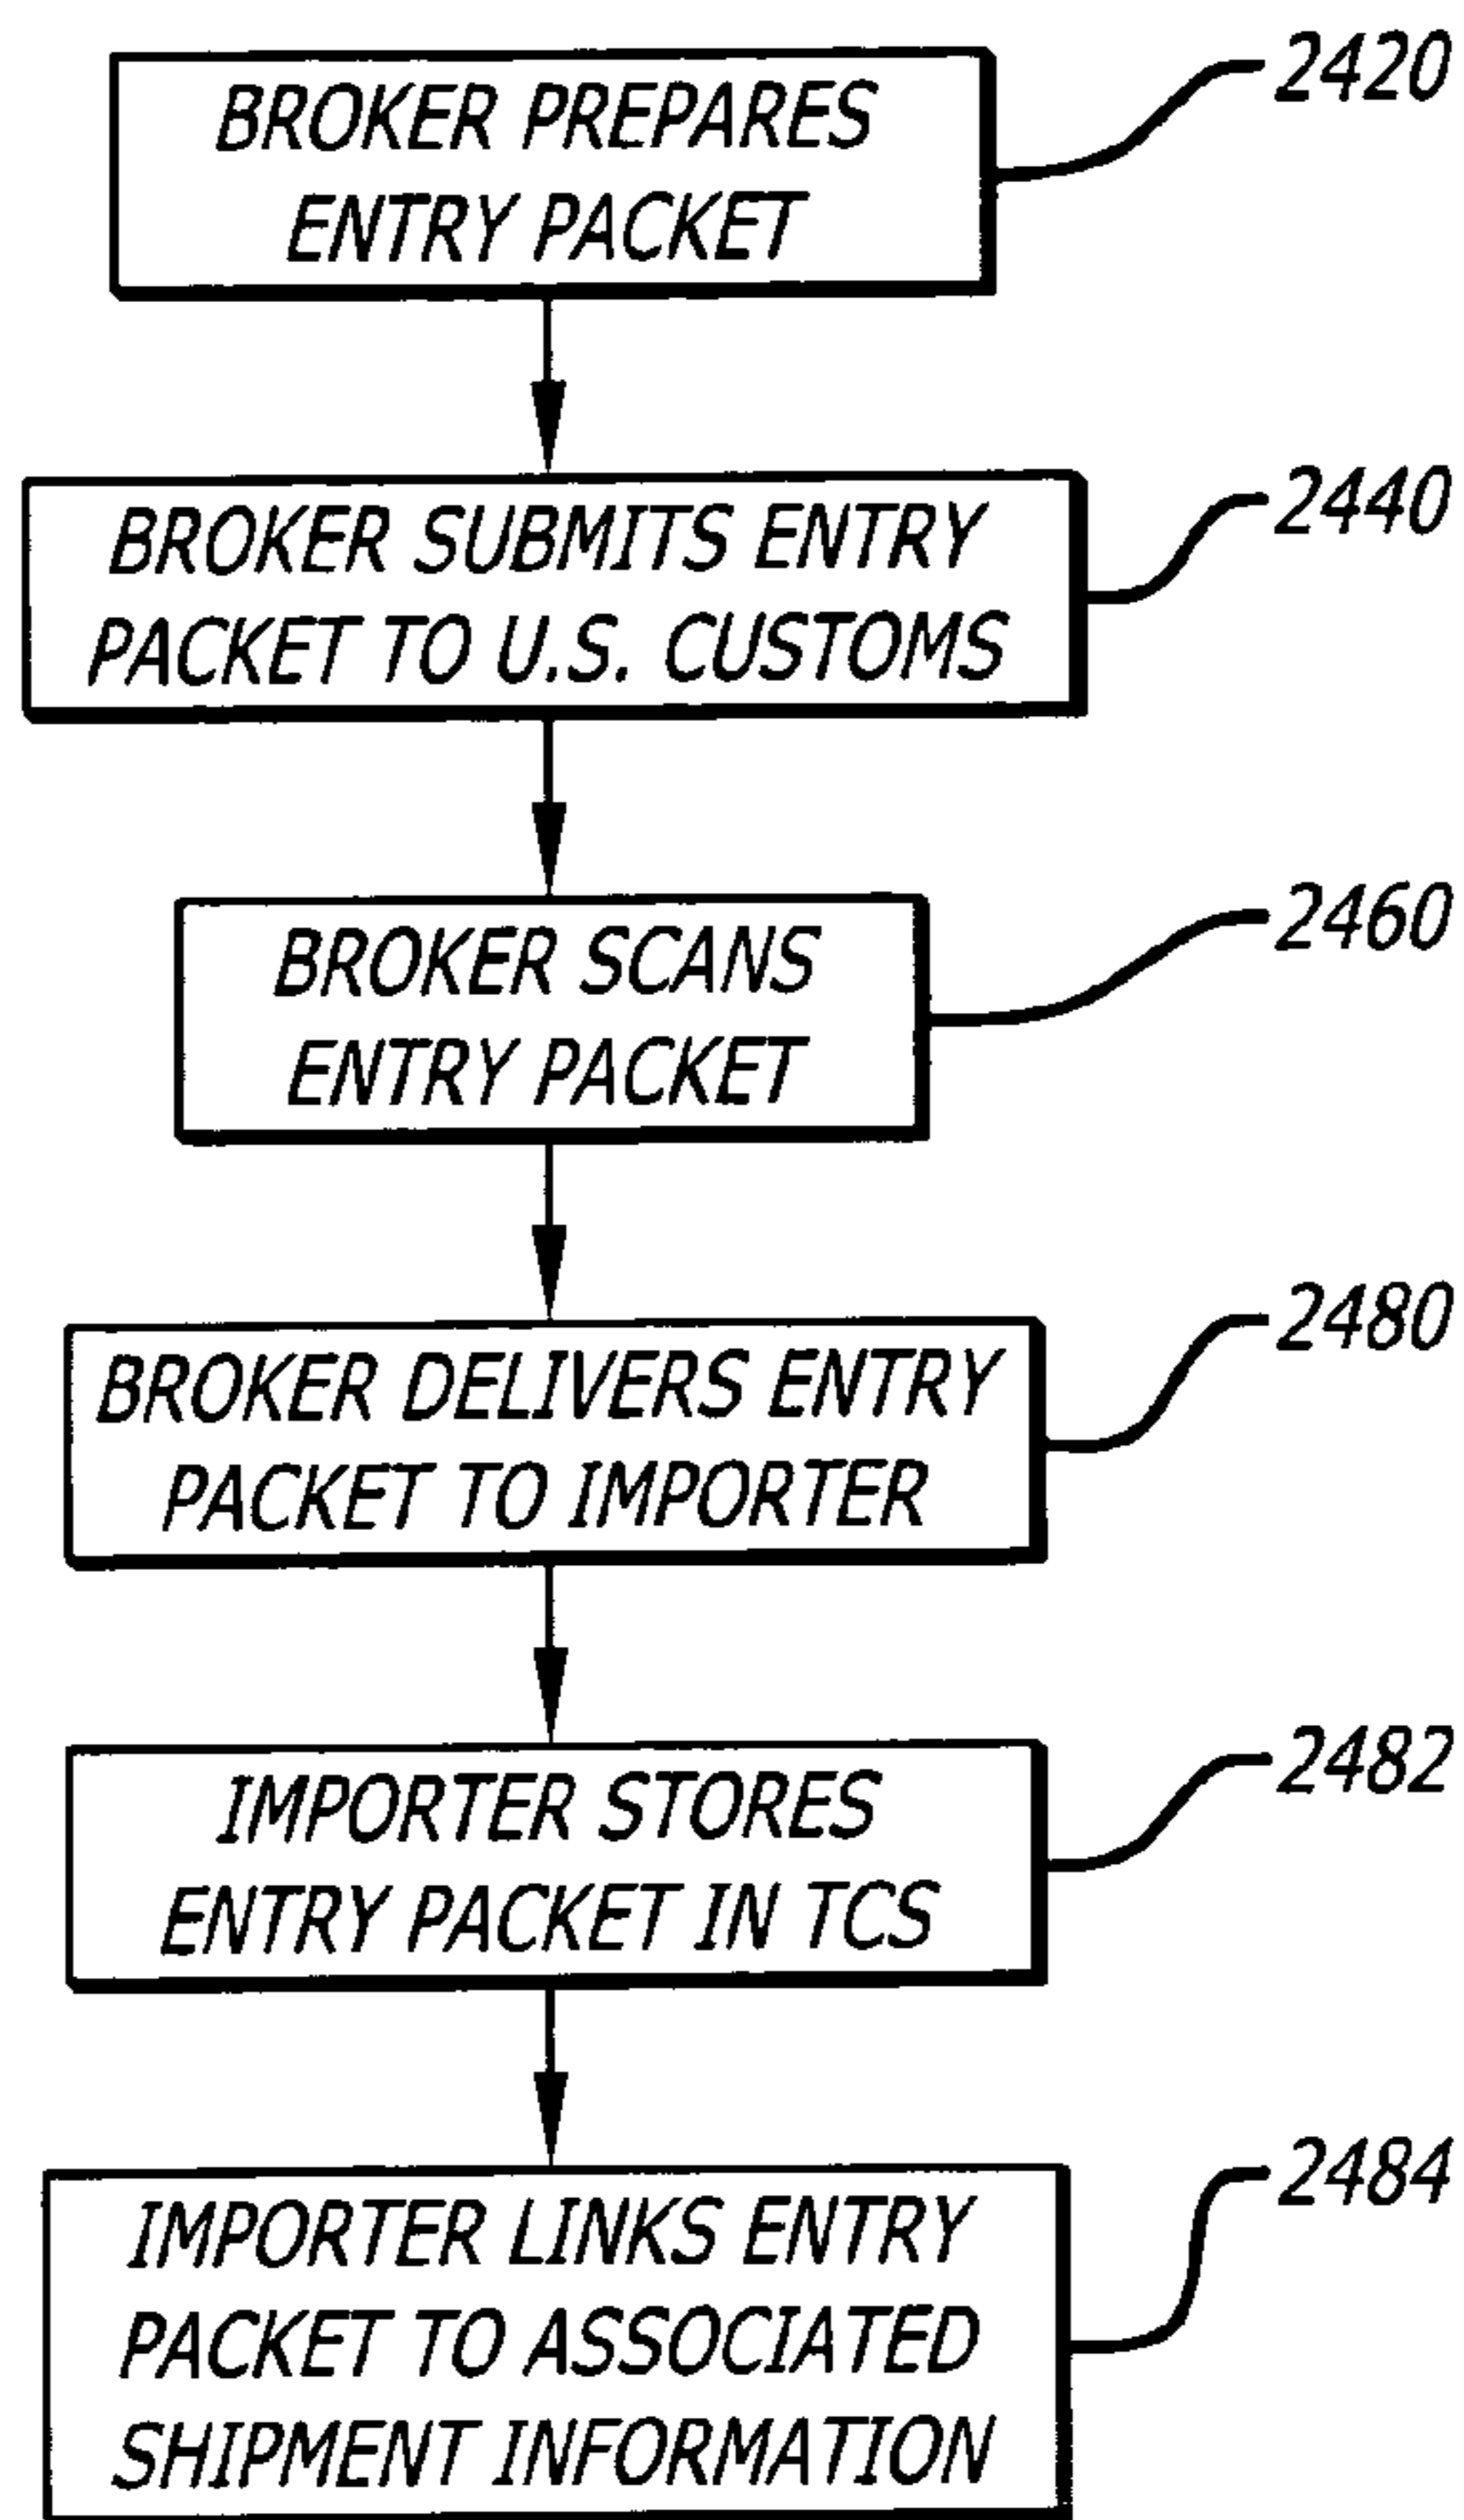 BROKER PREPARES
ENTRY PACKET
2420
BROKER SUBMITS ENTRY
PACKET TO U.S. CUSTOMS
2440
BROKER SCANS
ENTRY PACKET
2460
BROKER DELIVERS ENTRY
PACKET TO IMPORTER
2480
IMPORTER STORES
ENTRY PACKET IN TCS
2482
IMPORTER LINKS ENTRY
PACKET TO ASSOCIATED
SHIPMENT INFORMATION
2484